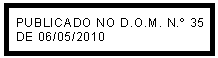 PUBLICADO NO D.O.M. N.º 35
DE 06/05/2010